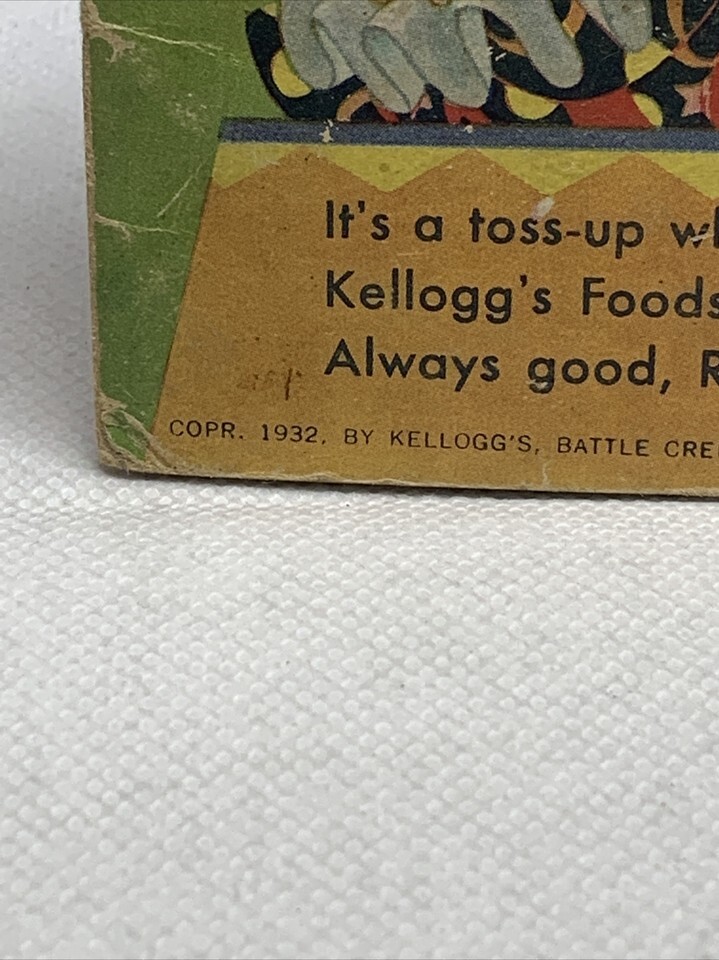 It's a toss-up
Kellogg's Foods
Always good,
COPR. 1932, BY KELLOGG'S, BATTLE